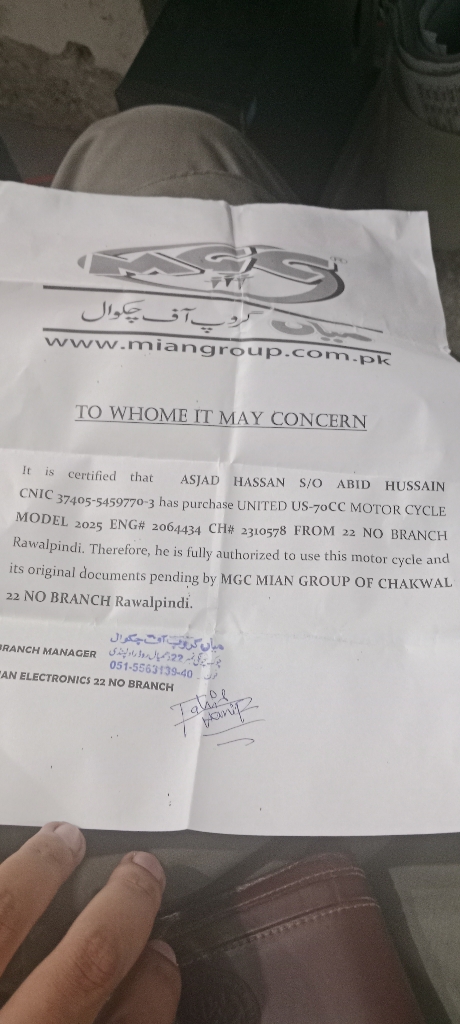 MGC
میاں گروپ آف چکوال
www.miangroup.com.pk
TO WHOME IT MAY CONCERN
It is certified that ASJAD HASSAN S/O ABID HUSSAIN
CNIC 37405-5459770-3 has purchase UNITED US-70CC MOTOR CYCLE
MODEL 2025 ENG# 2064434 CH# 2310578 FROM 22 NO BRANCH
Rawalpindi. Therefore, he is fully authorized to use this motor cycle and
its original documents pending by MGC MIAN GROUP OF CHAKWAL
22 NO BRANCH Rawalpindi.
میاں گروپ آف چکوال
BRANCH MANAGER
051-5563139-40
IAN ELECTRONICS 22 NO BRANCH